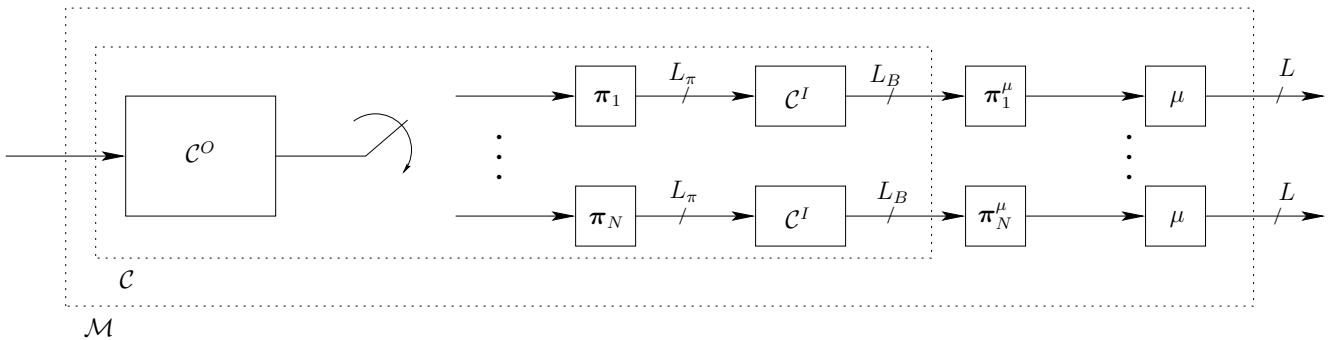 𝒞^O
π_1 L_π 𝒞^I L_B π_1^μ μ L
π_N L_π 𝒞^I L_B π_N^μ μ L
𝒞
ℳ